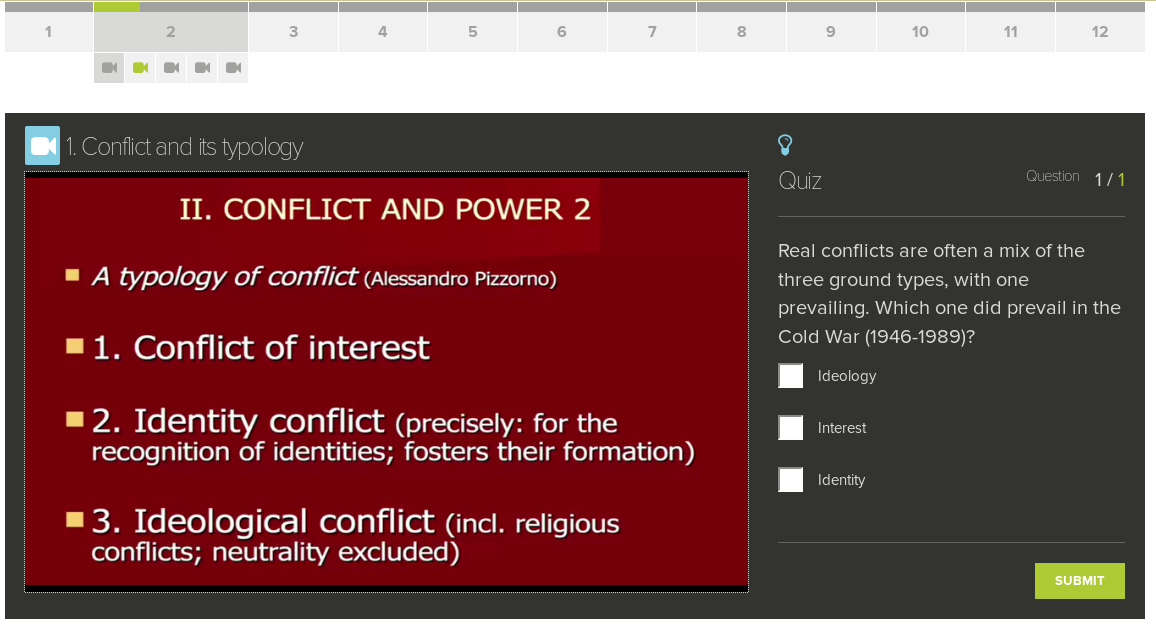 1 2 3 4 5 6 7 8 9 10 11 12
1. Conflict and its typology
II. CONFLICT AND POWER 2
A typology of conflict (Alessandro Pizzorno)
1. Conflict of interest
2. Identity conflict (precisely: for the
recognition of identities; fosters their formation)
3. Ideological conflict (incl. religious
conflicts; neutrality excluded)
Quiz Question 1 / 1
Real conflicts are often a mix of the
three ground types, with one
prevailing. Which one did prevail in the
Cold War (1946-1989)?
Ideology
Interest
Identity
SUBMIT